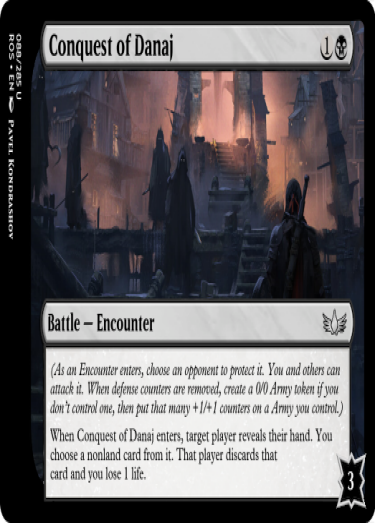 Conquest of Danaj
1
088/285 U
ROS • EN PAVEL KONDRASHOV
Battle – Encounter
(As an Encounter enters, choose an opponent to protect it. You and others can
attack it. When defense counters are removed, create a 0/0 Army token if you
don't control one, then put that many +1/+1 counters on a Army you control.)
When Conquest of Danaj enters, target player reveals their hand. You
choose a nonland card from it. That player discards that
card and you lose 1 life.
3